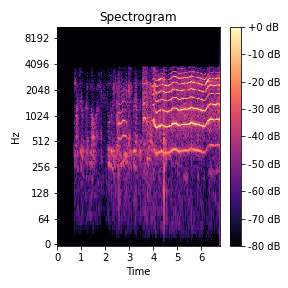 Spectrogram
+0 dB
8192
-10 dB
4096
-20 dB
2048
-30 dB
1024
Hz
512
-40 dB
256
-50 dB
128
-60 dB
64
-70 dB
0
-80 dB
0 1 2 3 4 5 6
Time